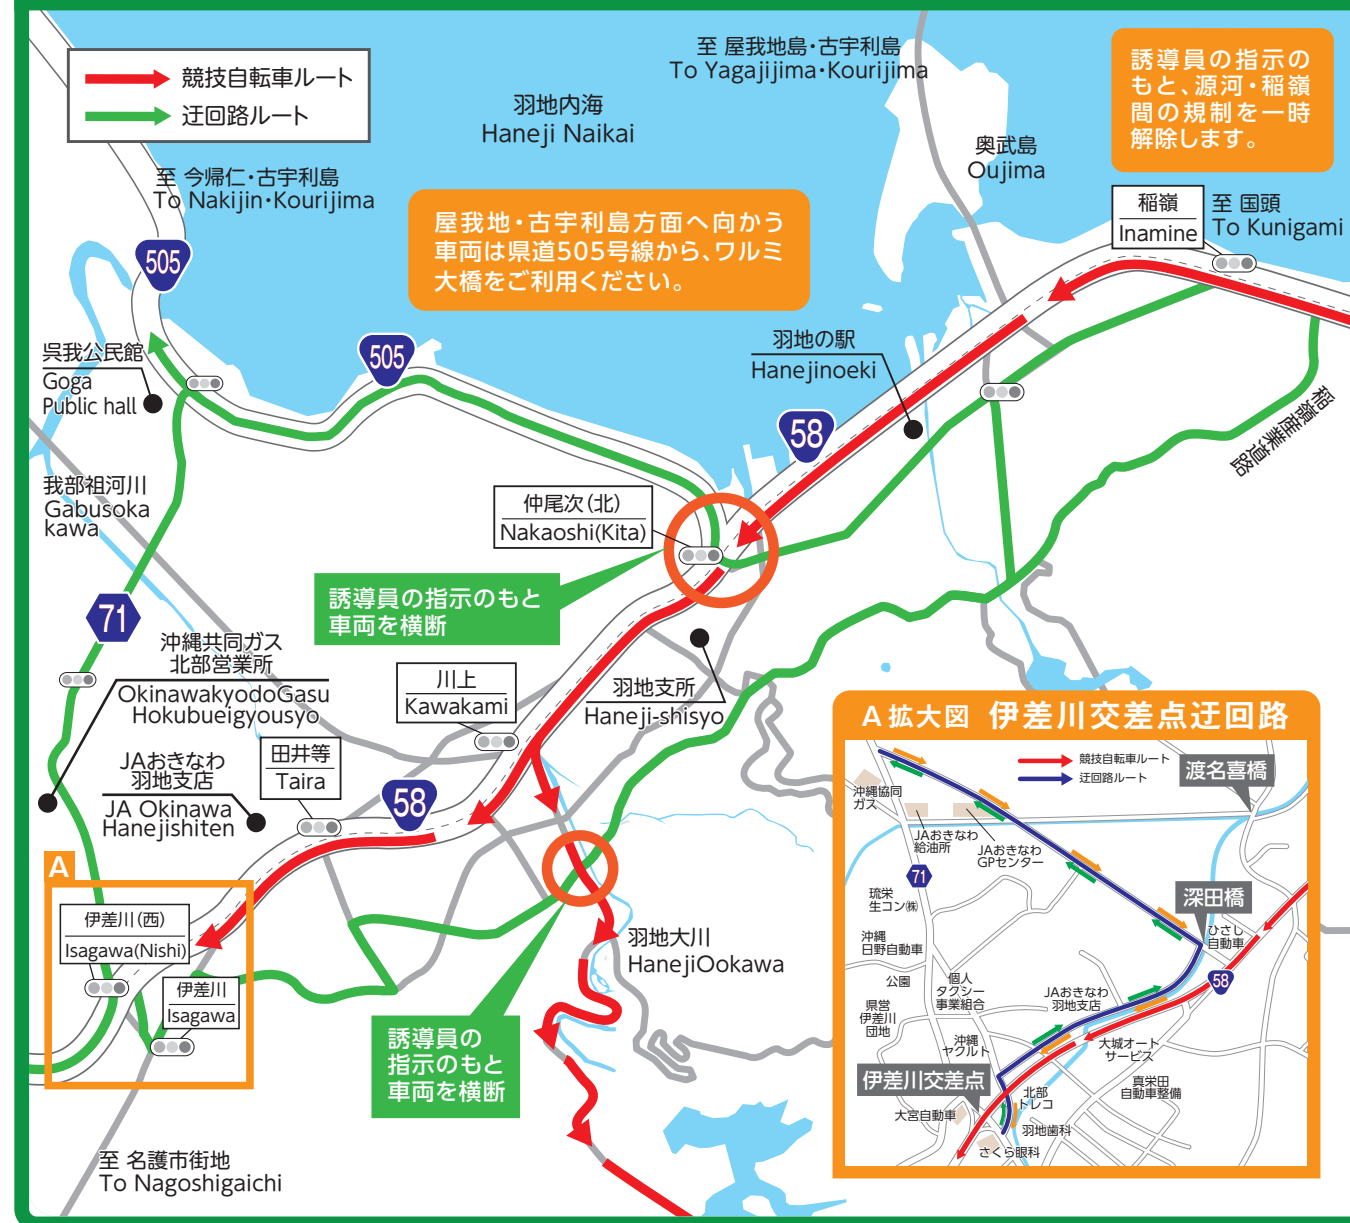 競技自転車ルート
迂回路ルート
至 屋我地島・古宇利島
To Yagajijima・Kourijima
羽地内海
Haneji Naikai
誘導員の指示の
もと、源河・稲嶺
間の規制を一時
解除します。
奥武島
Oujima
至 今帰仁・古宇利島
To Nakijin・Kourijima
屋我地・古宇利島方面へ向かう
車両は県道505号線から、ワルミ
大橋をご利用ください。
稲嶺
Inamine
至 国頭
To Kunigami
505
505
呉我公民館
Goga
Public hall
羽地の駅
Hanejinoeki
58
稲嶺産業道路
我部祖河川
Gabusoka
kawa
仲尾次(北)
Nakaoshi(Kita)
誘導員の指示のもと
車両を横断
71
沖縄共同ガス
北部営業所
OkinawakyodoGasu
Hokubueigyousyo
川上
Kawakami
羽地支所
Haneji-shisyo
田井等
Taira
JAおきなわ
羽地支店
JA Okinawa
Hanejishiten
58
A
伊差川(西)
Isagawa(Nishi)
伊差川
Isagawa
羽地大川
HanejiOokawa
誘導員の
指示のもと
車両を横断
至 名護市街地
To Nagoshigaichi
A拡大図 伊差川交差点迂回路
競技自転車ルート
迂回路ルート
渡名喜橋
沖縄協同
ガス
JAおきなわ
給油所
JAおきなわ
GPセンター
71
琉栄
生コン㈱
深田橋
ひさし
自動車
沖縄
日野自動車
公園
個人
タクシー
事業組合
58
JAおきなわ
羽地支店
県営
伊差川
団地
沖縄
ヤクルト
大城オート
サービス
伊差川交差点
真栄田
自動車整備
北部
トレコ
大宮自動車
羽地歯科
さくら眼科